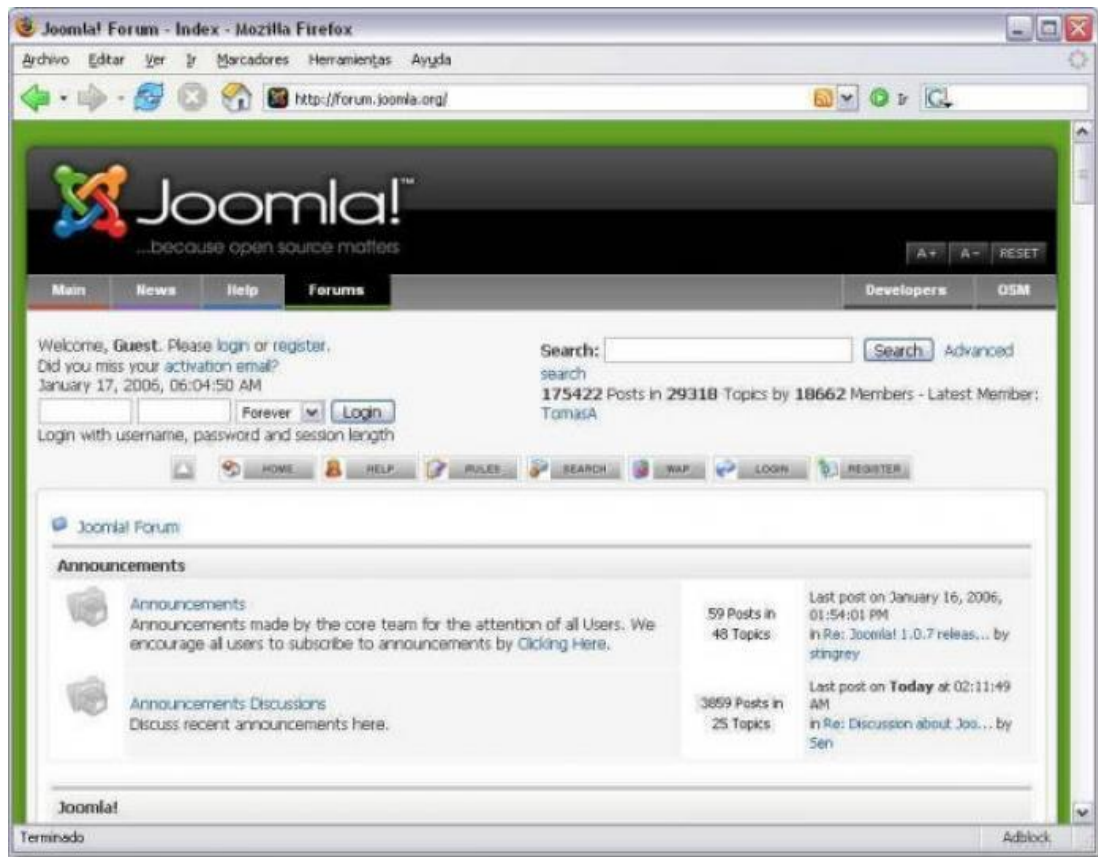 Joomla! Forum - Index - Mozilla Firefox
Archivo Editar Ver Ir Marcadores Herramientas Ayuda
http://forum.joomla.org/ Ir
Joomla!™
...because open source matters
A+ A- RESET
Main News Help Forums Developers OSM
Welcome, Guest. Please login or register.
Did you miss your activation email?
January 17, 2006, 06:04:50 AM
Forever Login
Login with username, password and session length
Search: Search Advanced
search
175422 Posts in 29318 Topics by 18662 Members - Latest Member:
TomasA
HOME HELP RULES SEARCH WAP LOGIN REGISTER
Joomla! Forum
Announcements
Announcements
Announcements made by the core team for the attention of all Users. We
encourage all users to subscribe to announcements by Clicking Here.
59 Posts in
48 Topics
Last post on January 16, 2006,
01:54:01 PM
in Re: Joomla! 1.0.7 releas... by
stingrey
Announcements Discussions
Discuss recent announcements here.
3859 Posts in
25 Topics
Last post on Today at 02:11:49
AM
in Re: Discussion about Joo... by
Sen
Joomla!
Terminado Adblock